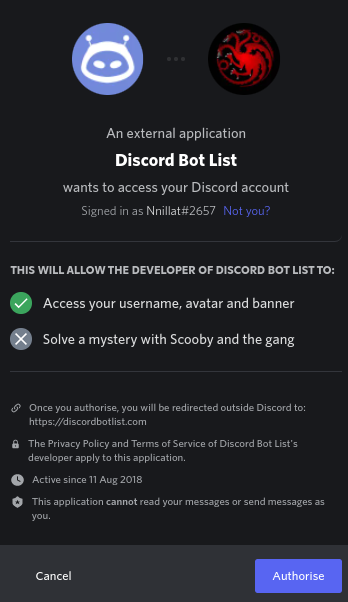 An external application
Discord Bot List
wants to access your Discord account
Signed in as Nnillat#2657 Not you?
THIS WILL ALLOW THE DEVELOPER OF DISCORD BOT LIST TO:
Access your username, avatar and banner
Solve a mystery with Scooby and the gang
Once you authorise, you will be redirected outside Discord to:
https://discordbotlist.com
The Privacy Policy and Terms of Service of Discord Bot List's
developer apply to this application.
Active since 11 Aug 2018
This application cannot read your messages or send messages as
you.
Cancel
Authorise